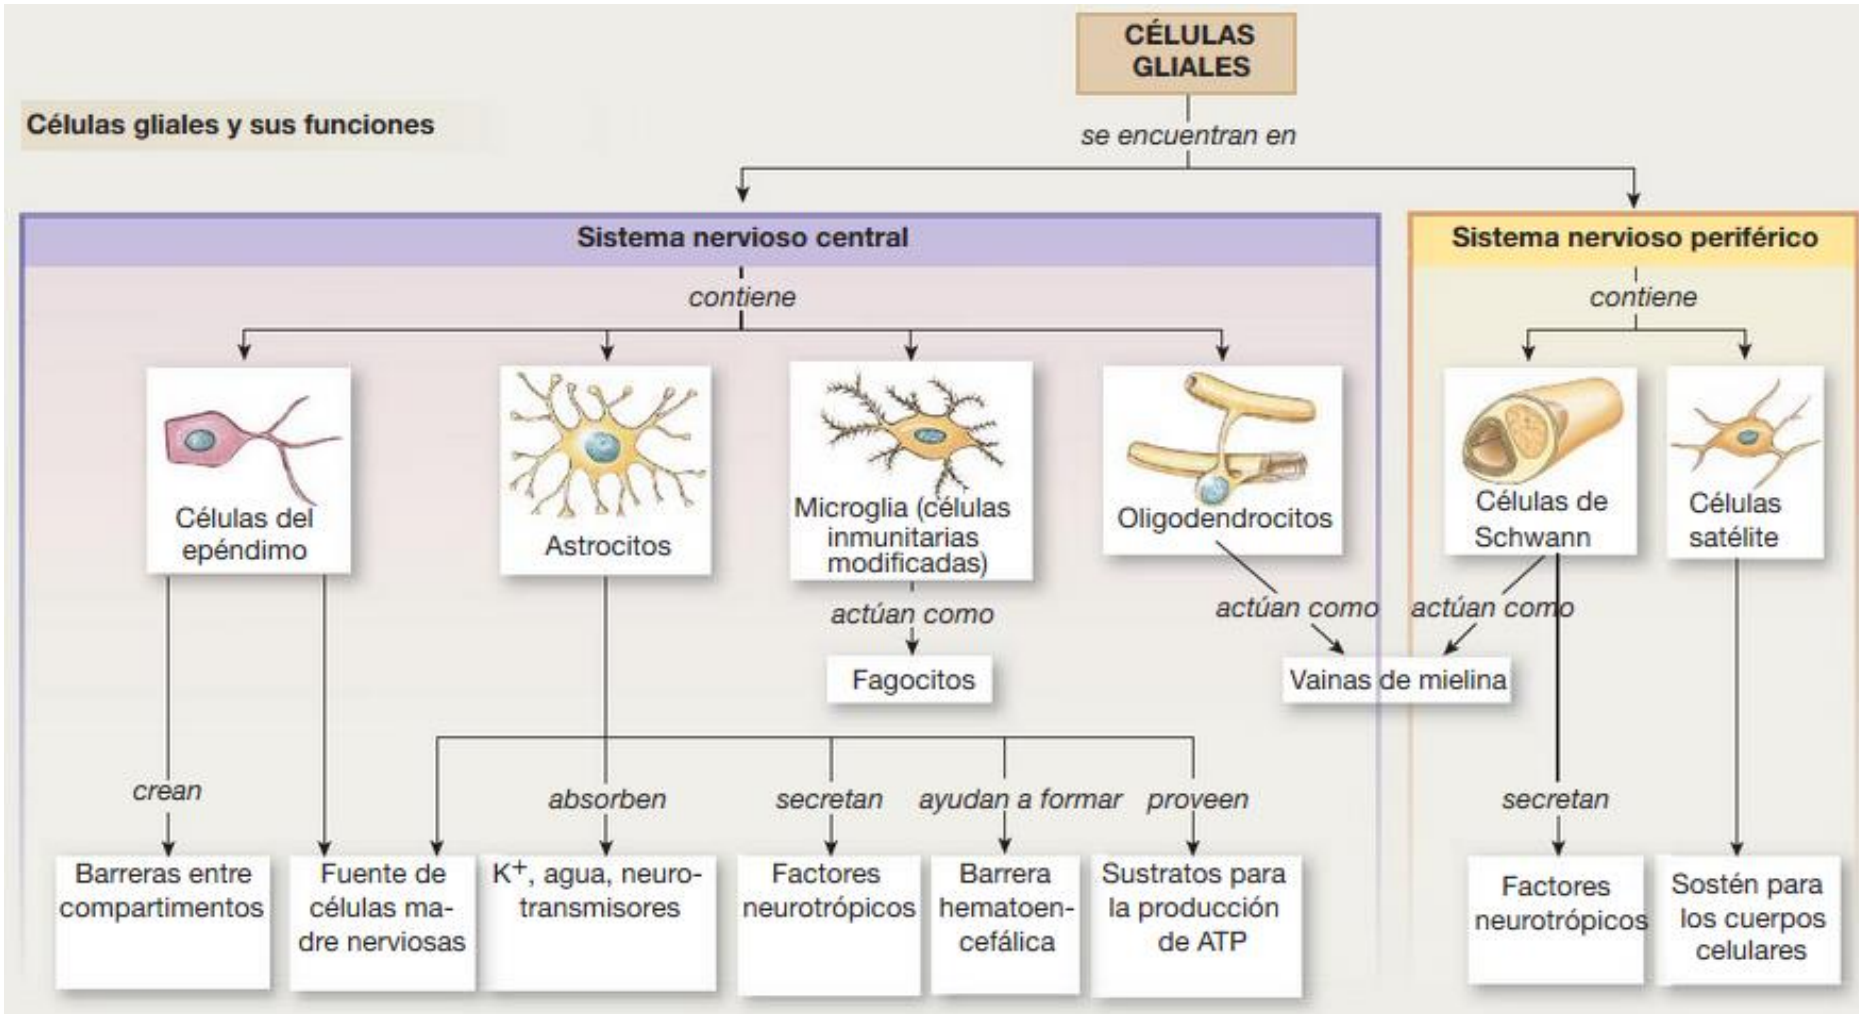 CÉLULAS
GLIALES
Células gliales y sus funciones
se encuentran en
Sistema nervioso central
contiene
Células del
epéndimo
Astrocitos
Microglia (células
inmunitarias
modificadas)
Oligodendrocitos
actúan como
Fagocitos
actúan como
crean
absorben
secretan
ayudan a formar
proveen
Barreras entre
compartimentos
Fuente de
células ma-
dre nerviosas
K+, agua, neuro-
transmisores
Factores
neurotrópicos
Barrera
hematoen-
cefálica
Sustratos para
la producción
de ATP
Sistema nervioso periférico
contiene
Células de
Schwann
Células
satélite
actúan como
Vainas de mielina
secretan
Factores
neurotrópicos
Sostén para
los cuerpos
celulares